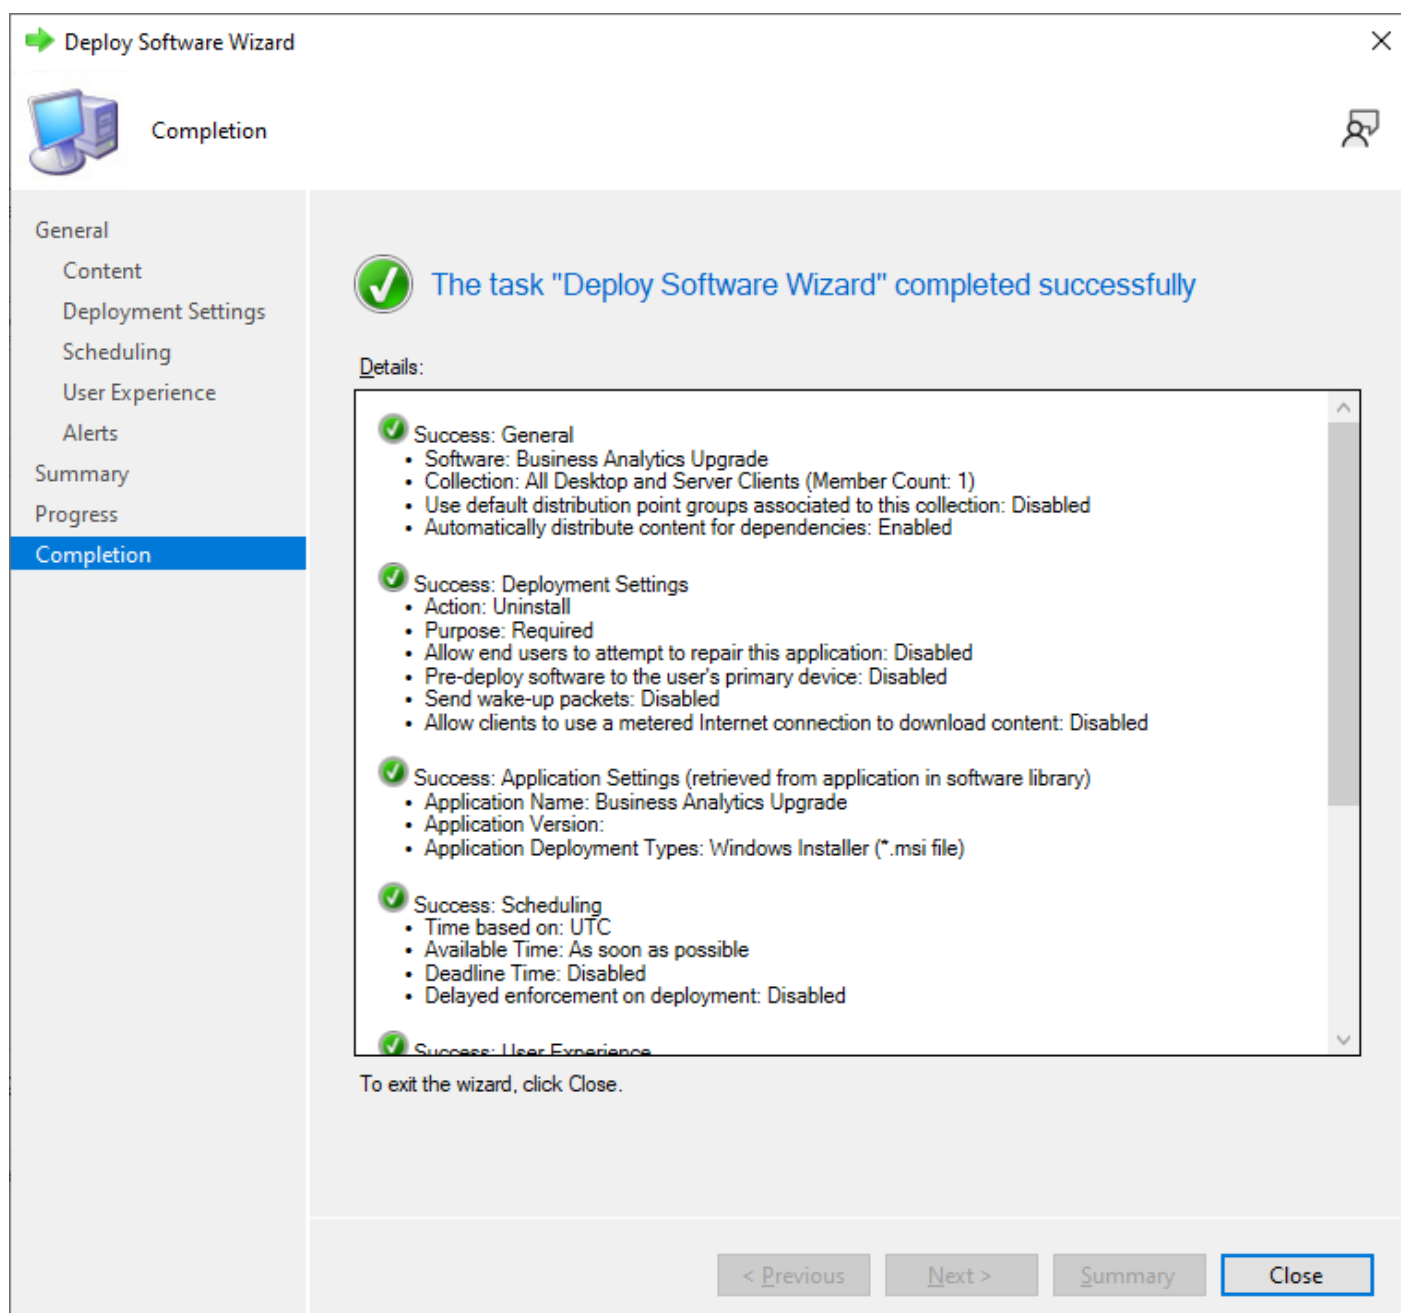 Deploy Software Wizard
Completion
General
Content
Deployment Settings
Scheduling
User Experience
Alerts
Summary
Progress
Completion
The task "Deploy Software Wizard" completed successfully
Details:
Success: General
• Software: Business Analytics Upgrade
• Collection: All Desktop and Server Clients (Member Count: 1)
• Use default distribution point groups associated to this collection: Disabled
• Automatically distribute content for dependencies: Enabled
Success: Deployment Settings
• Action: Uninstall
• Purpose: Required
• Allow end users to attempt to repair this application: Disabled
• Pre-deploy software to the user's primary device: Disabled
• Send wake-up packets: Disabled
• Allow clients to use a metered Internet connection to download content: Disabled
Success: Application Settings (retrieved from application in software library)
• Application Name: Business Analytics Upgrade
• Application Version:
• Application Deployment Types: Windows Installer (*.msi file)
Success: Scheduling
• Time based on: UTC
• Available Time: As soon as possible
• Deadline Time: Disabled
• Delayed enforcement on deployment: Disabled
Success: User Experience
To exit the wizard, click Close.
< Previous
Next >
Summary
Close